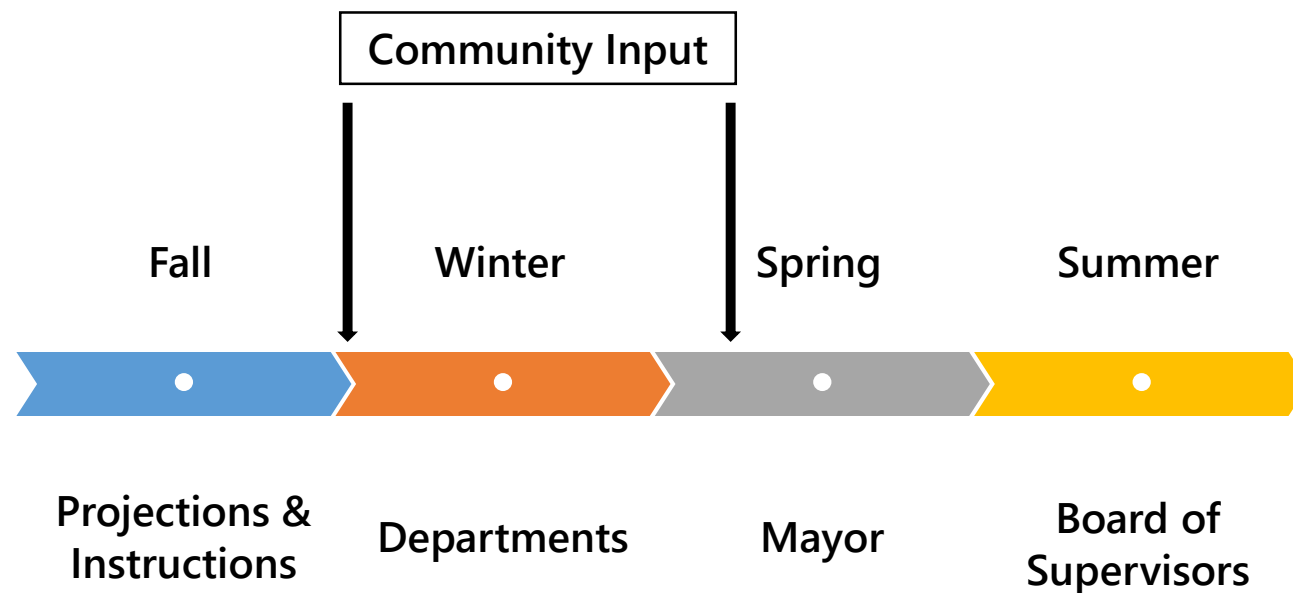 Community Input
Fall
Winter
Spring
Summer
Projections &
Instructions
Departments
Mayor
Board of
Supervisors